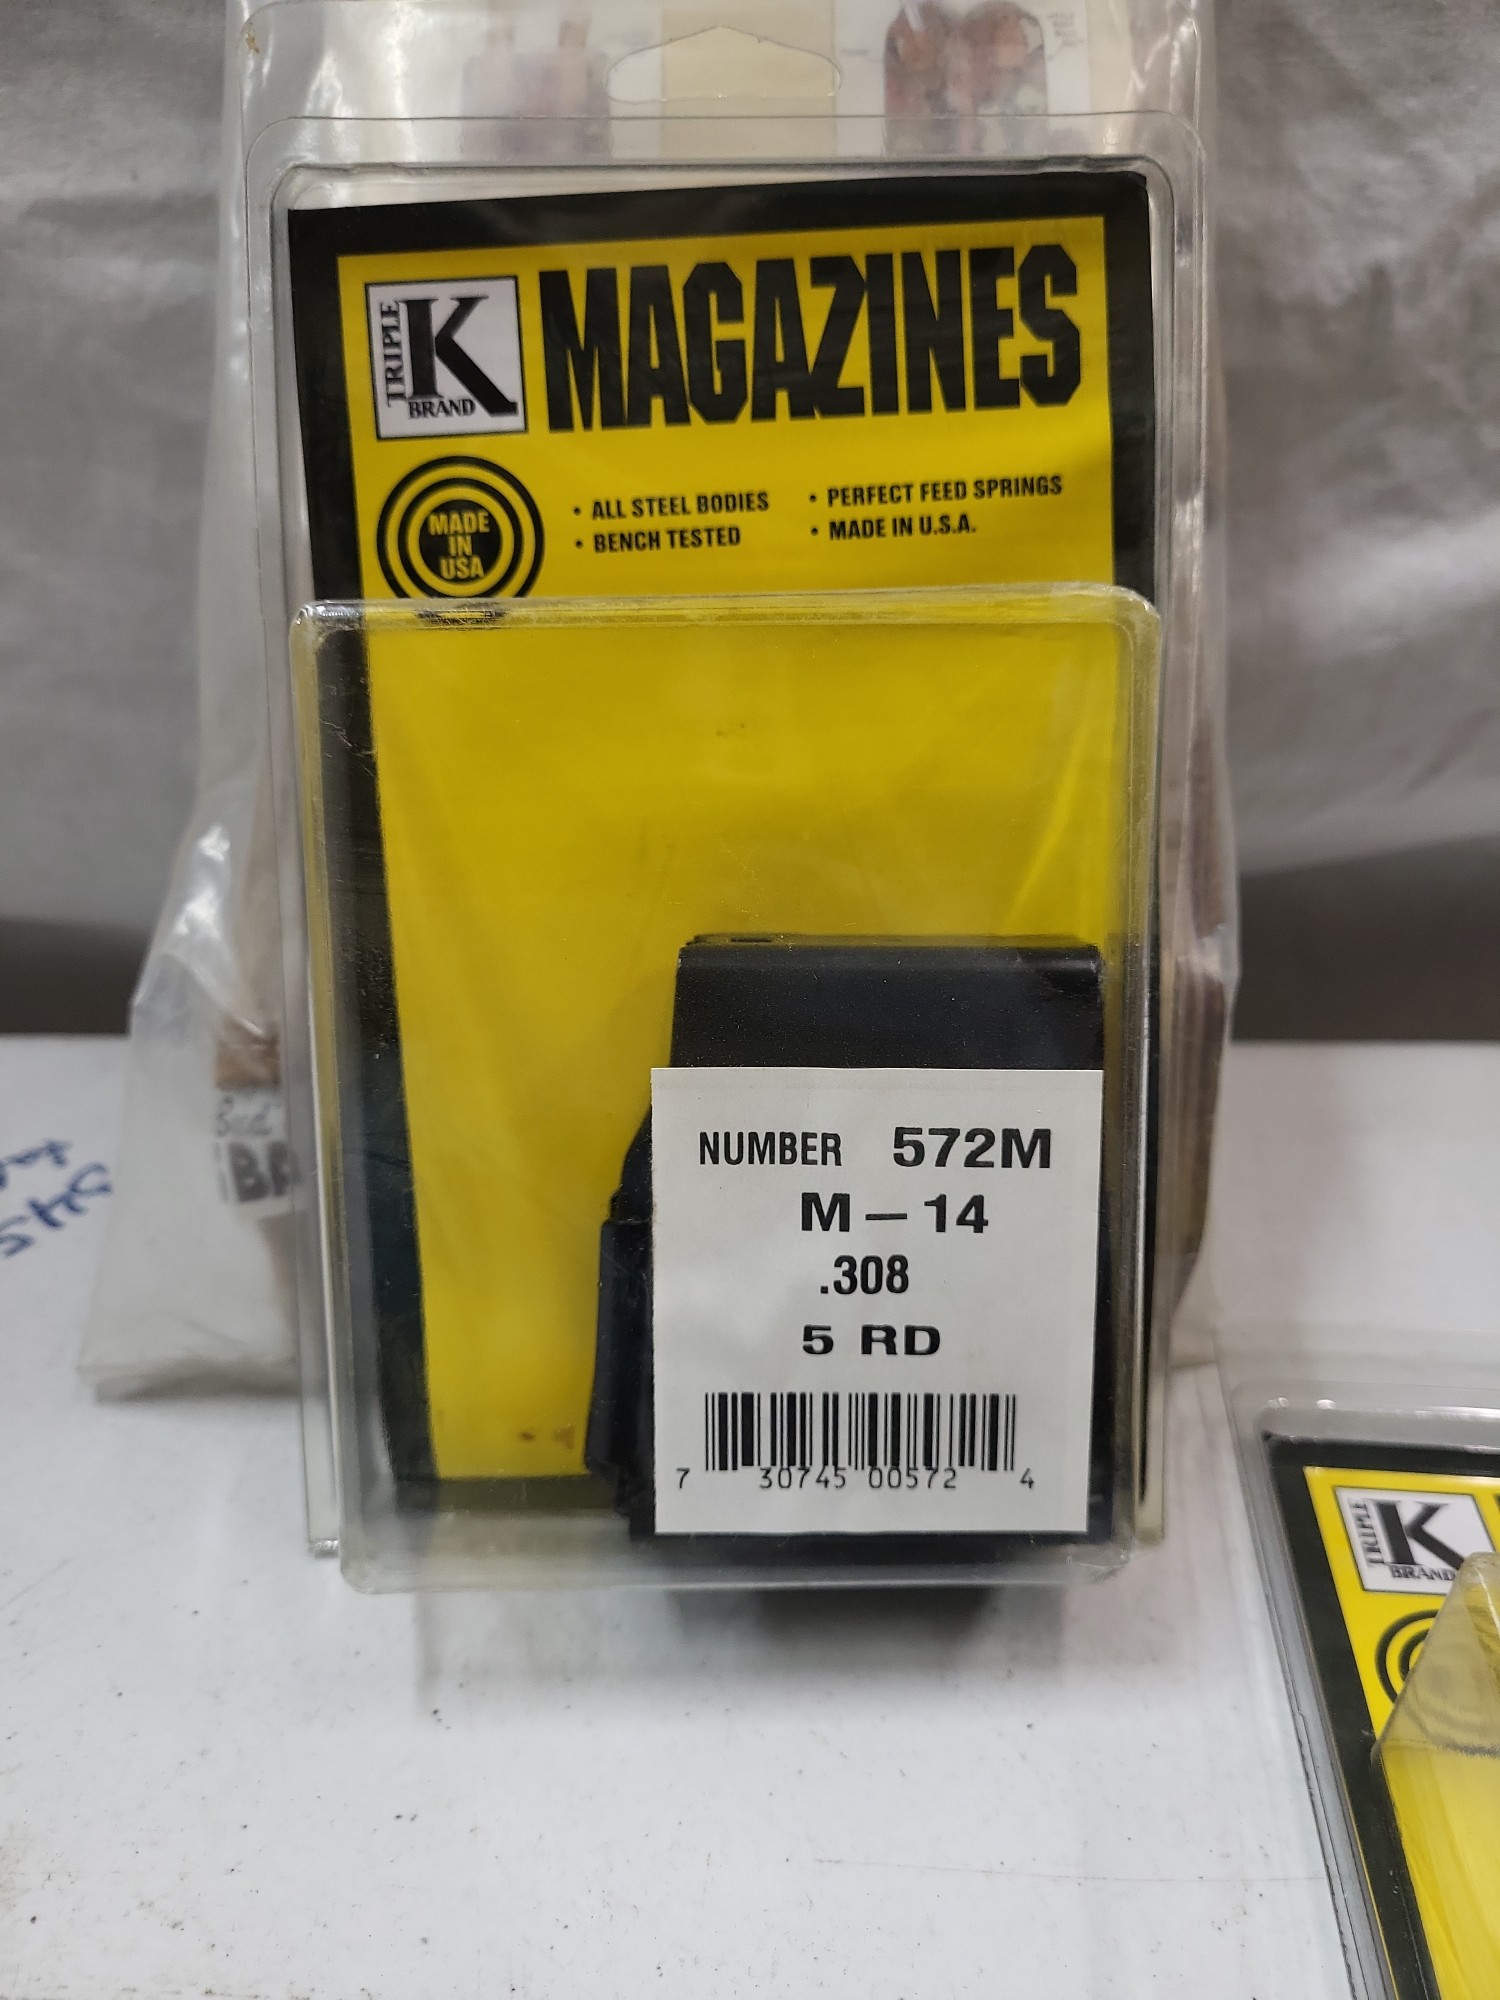 TRIPLE K BRAND
MAGAZINES
MADE IN USA
• ALL STEEL BODIES
• BENCH TESTED
• PERFECT FEED SPRINGS
• MADE IN U.S.A.
NUMBER 572M
M – 14
.308
5 RD
7 30745 00572 4
TRIPLE K BRAND